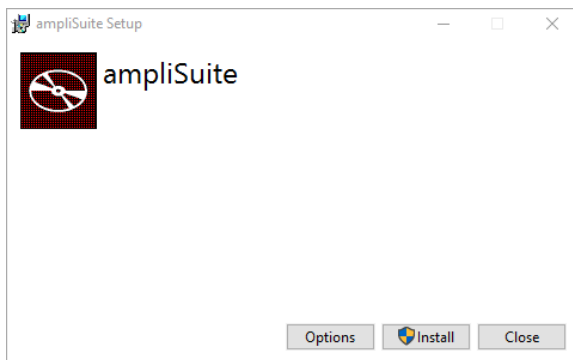 ampliSuite Setup
ampliSuite
Options
Install
Close